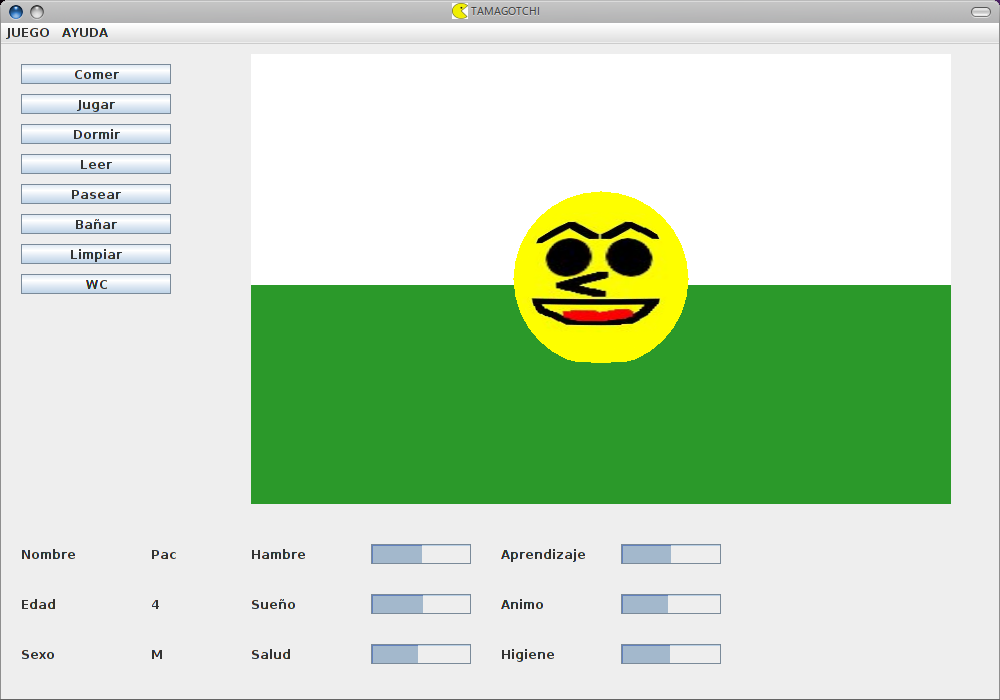 TAMAGOTCHI
JUEGO AYUDA
Comer
Jugar
Dormir
Leer
Pasear
Bañar
Limpiar
WC
Nombre Pac Hambre Aprendizaje
Edad 4 Sueño Animo
Sexo M Salud Higiene